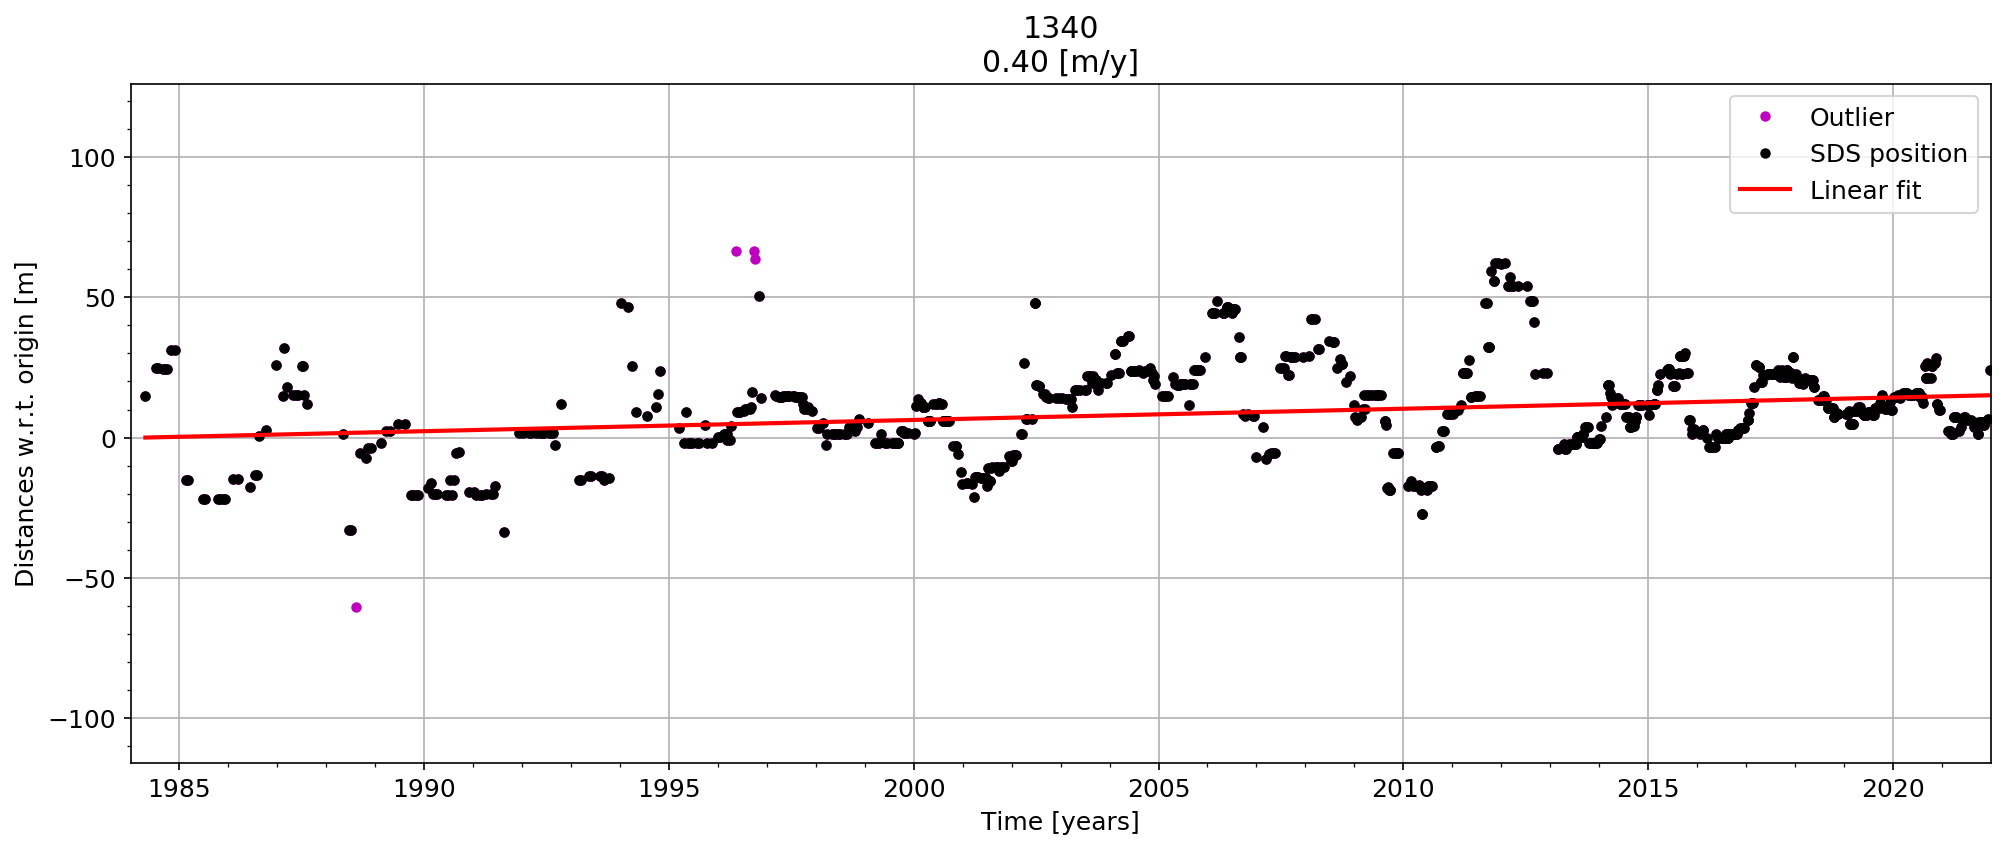 1340
0.40 [m/y]
Outlier
SDS position
Linear fit
Distances w.r.t. origin [m]
100
50
0
−50
−100
1985 1990 1995 2000 2005 2010 2015 2020
Time [years]